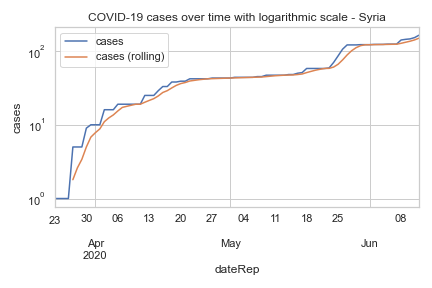 COVID-19 cases over time with logarithmic scale - Syria
cases
cases (rolling)
10²
10¹
10⁰
cases
23 30 06 13 20 27 04 11 18 25 08
Apr May Jun
2020
dateRep